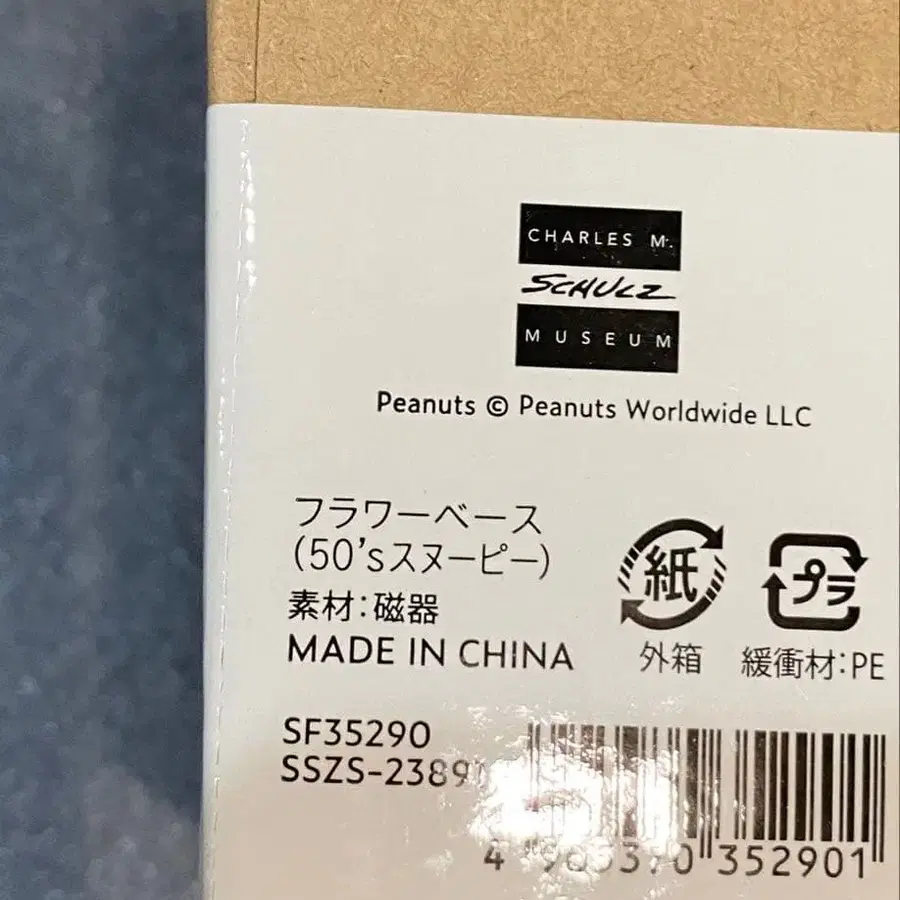 CHARLES M.
SCHULZ
MUSEUM
Peanuts © Peanuts Worldwide LLC
フラワーベース
(50'sスヌーピー)
素材:磁器
MADE IN CHINA
紙
外箱
プラ
緩衝材:PE
SF35290
352901